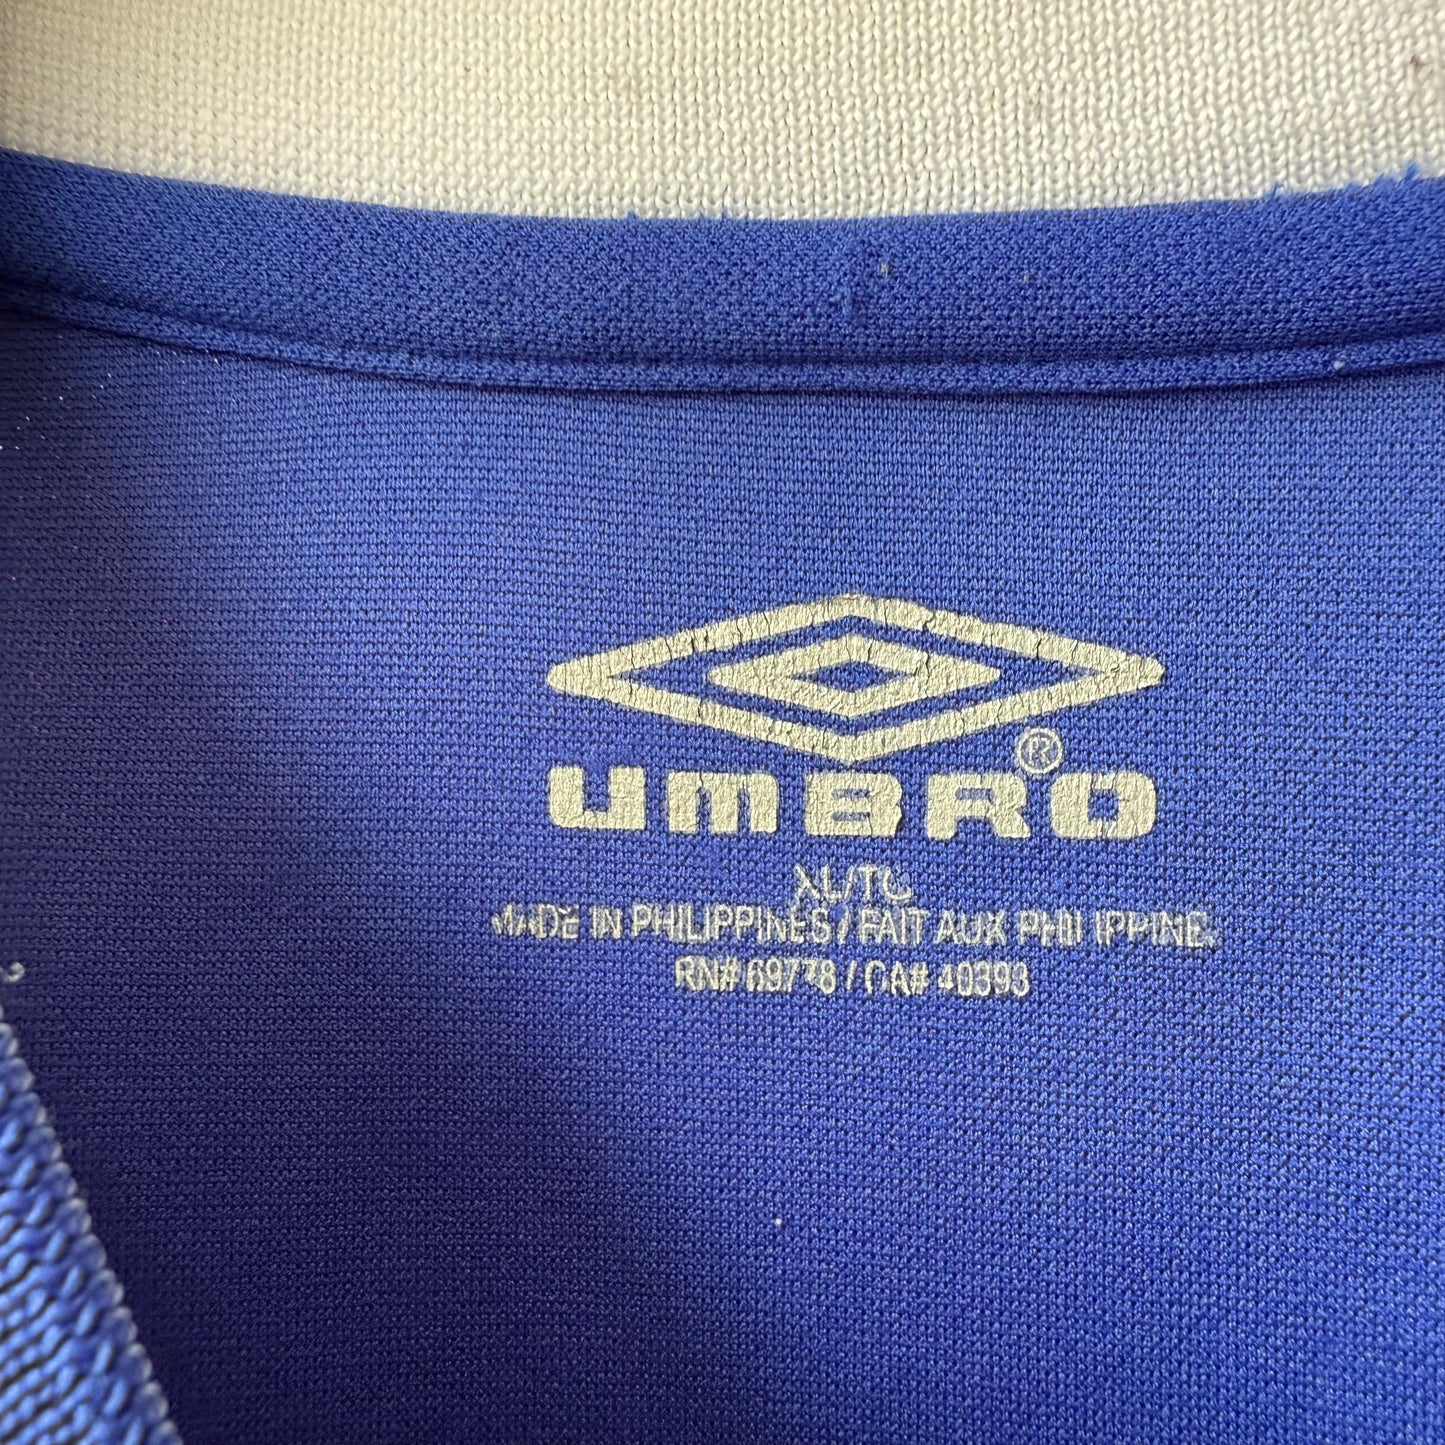 UMBRO®
XL/TG
MADE IN PHILIPPINES / FAIT AUX PHILIPPINES
RN# 69778 / CA# 40393